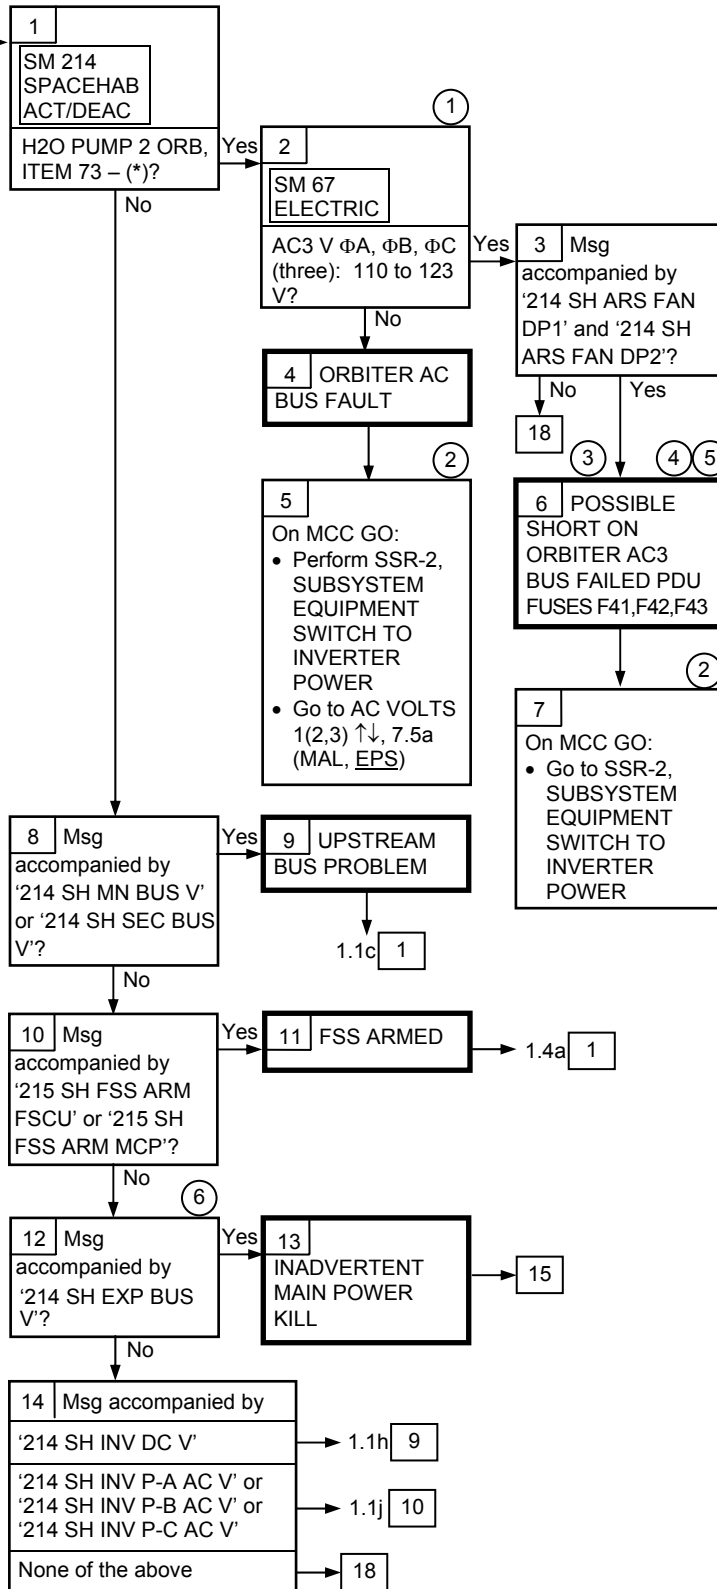 1
SM 214
SPACEHAB
ACT/DEAC
H2O PUMP 2 ORB,
ITEM 73 – (*)?
Yes
No
1
2
SM 67
ELECTRIC
AC3 V ΦA, ΦB, ΦC
(three): 110 to 123
V?
Yes
No
3 Msg
accompanied by
‘214 SH ARS FAN
DP1’ and ‘214 SH
ARS FAN DP2’?
No
Yes
18
4 ORBITER AC
BUS FAULT
2
5
On MCC GO:
• Perform SSR-2,
SUBSYSTEM
EQUIPMENT
SWITCH TO
INVERTER
POWER
• Go to AC VOLTS
1(2,3) ↑↓, 7.5a
(MAL, EPS)
3
4
5
6 POSSIBLE
SHORT ON
ORBITER AC3
BUS FAILED PDU
FUSES F41,F42,F43
2
7
On MCC GO:
• Go to SSR-2,
SUBSYSTEM
EQUIPMENT
SWITCH TO
INVERTER
POWER
8 Msg
accompanied by
‘214 SH MN BUS V’
or ‘214 SH SEC BUS
V’?
Yes
No
9 UPSTREAM
BUS PROBLEM
1.1c 1
10 Msg
accompanied by
‘215 SH FSS ARM
FSCU’ or ‘215 SH
FSS ARM MCP’?
Yes
No
11 FSS ARMED
1.4a 1
6
12 Msg
accompanied by
‘214 SH EXP BUS
V’?
Yes
No
13
INADVERTENT
MAIN POWER
KILL
15
14 Msg accompanied by
‘214 SH INV DC V’
1.1h 9
‘214 SH INV P-A AC V’ or
‘214 SH INV P-B AC V’ or
‘214 SH INV P-C AC V’
1.1j 10
None of the above
18